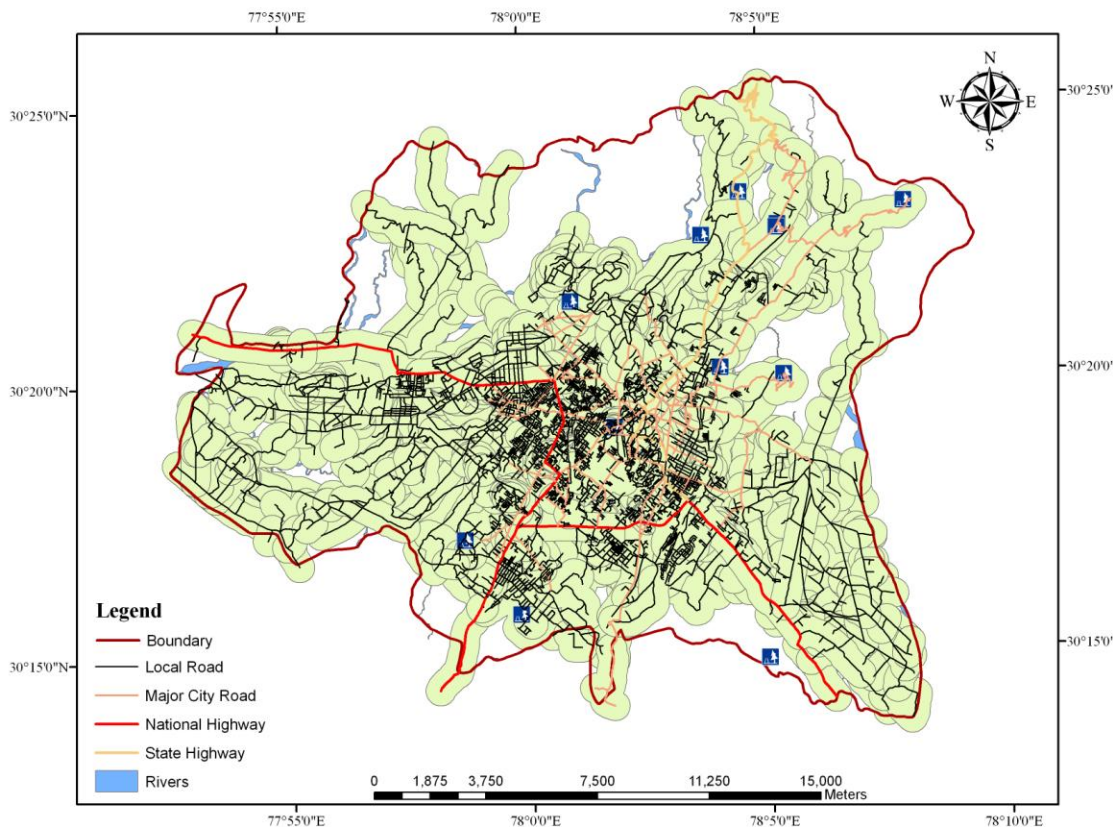 77°55'0"E 78°0'0"E 78°5'0"E
N
W E
S
30°25'0"N 30°25'0"N
30°20'0"N 30°20'0"N
30°15'0"N 30°15'0"N
Legend
Boundary
Local Road
Major City Road
National Highway
State Highway
Rivers
0 1,875 3,750 7,500 11,250 15,000
Meters
77°55'0"E 78°0'0"E 78°5'0"E 78°10'0"E